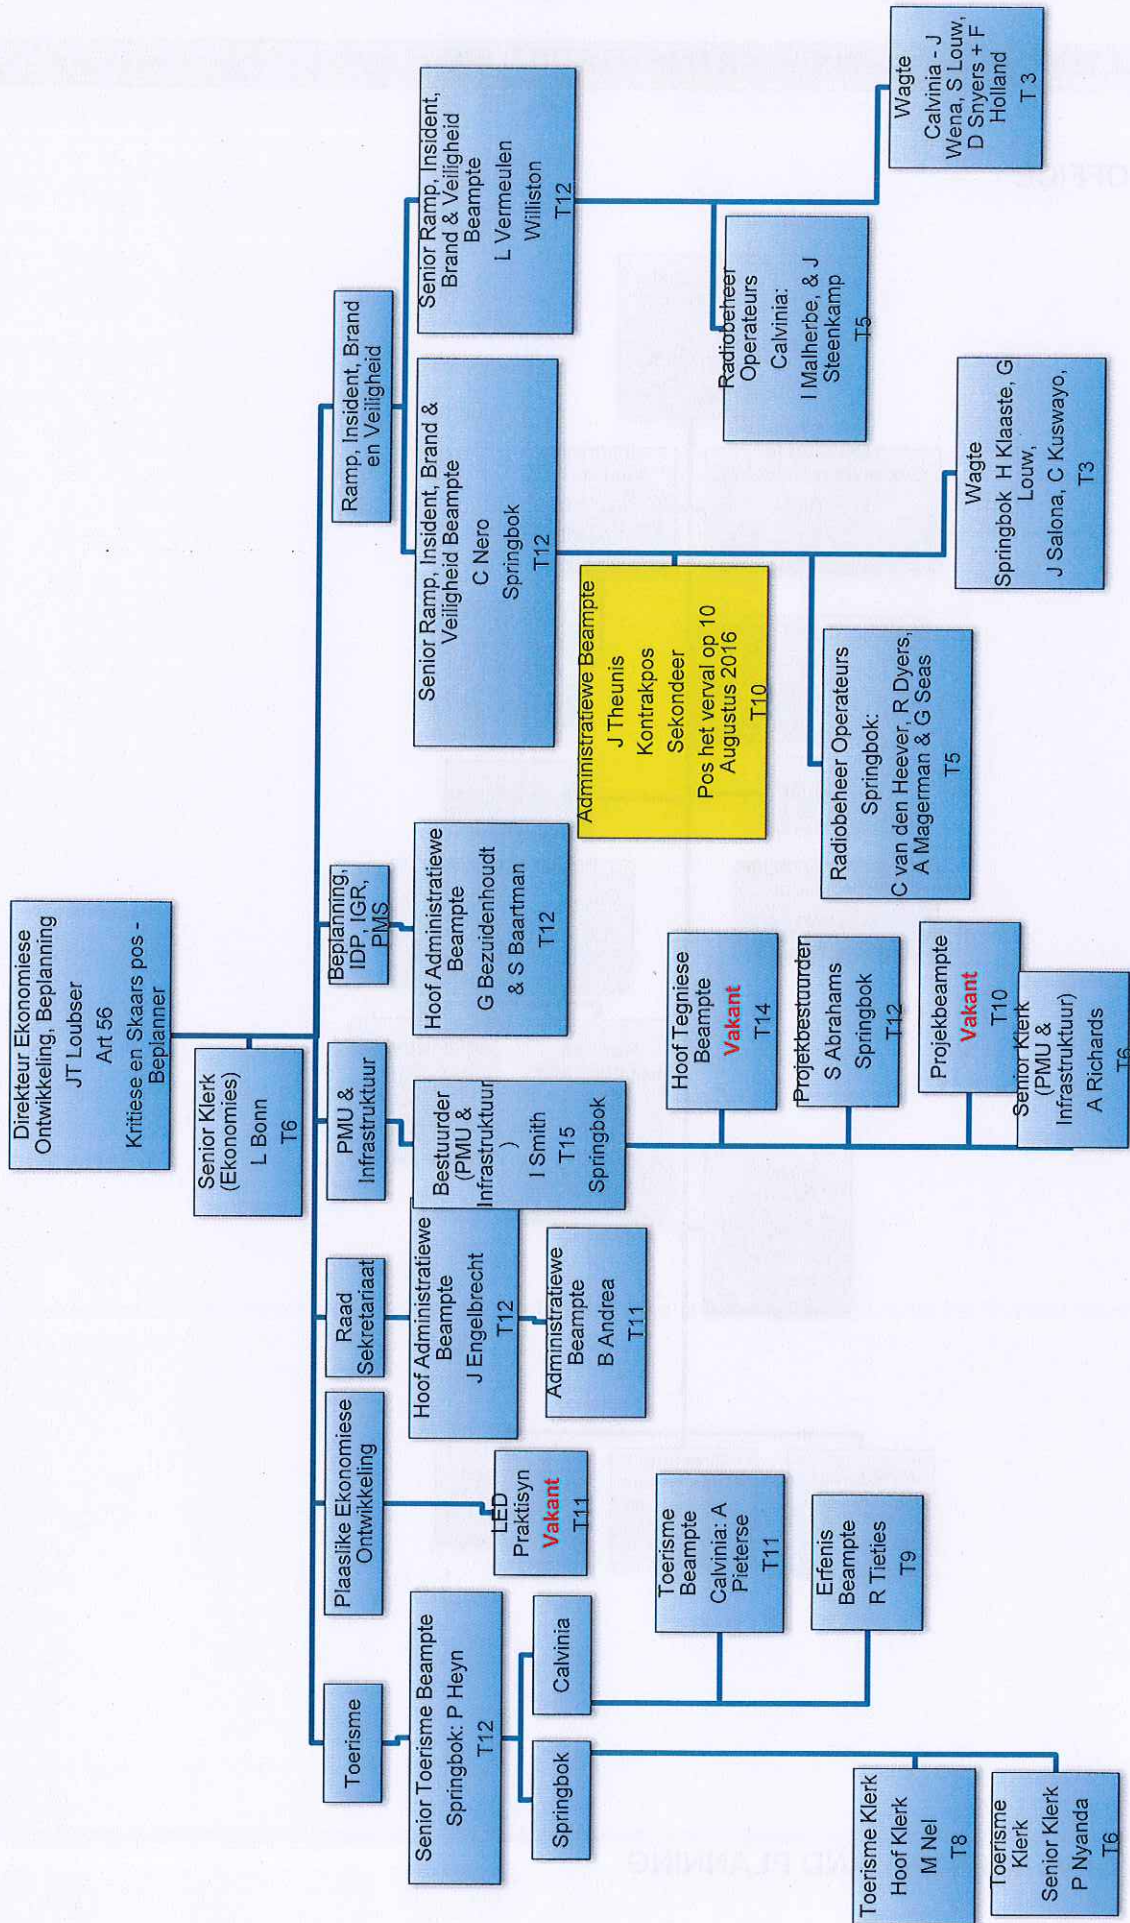 Direkteur Ekonomiese
Ontwikkeling, Beplanning
JT Loubser
Art 56
Kritiese en Skaars pos -
Beplanner
Senior Klerk
(Ekonomies)
L Bonn
T6
Toerisme
Plaaslike Ekonomiese
Ontwikkeling
Raad
Sekretariaat
PMU &
Infrastruktuur
Beplanning,
IDP, IGR,
PMS
Ramp, Insident, Brand
en Veiligheid
Senior Toerisme Beampte
Springbok: P Heyn
T12
Springbok
Calvinia
Toerisme Klerk
Hoof Klerk
M Nel
T8
Toerisme
Klerk
Senior Klerk
P Nyanda
T6
Toerisme
Beampte
Calvinia: A
Pieterse
T11
Erfenis
Beampte
R Tieties
T9
LED
Praktisyn
Vakant
T11
Hoof Administratiewe
Beampte
J Engelbrecht
T12
Administratiewe
Beampte
B Andrea
T11
Bestuurder
(PMU &
Infrastruktuur
)
I Smith
T15
Springbok
Hoof Tegniese
Beampte
Vakant
T14
Projekbestuurder
S Abrahams
Springbok
T12
Projekbeampte
Vakant
T10
Senior Klerk
(PMU &
Infrastruktuur)
A Richards
T6
Hoof Administratiewe
Beampte
G Bezuidenhoudt
& S Baartman
T12
Senior Ramp, Insident, Brand &
Veiligheid Beampte
C Nero
Springbok
T12
Administratiewe Beampte
J Theunis
Kontrakpos
Sekondeer
Pos het verval op 10
Augustus 2016
T10
Radiobeheer Operateurs
Springbok:
C van den Heever, R Dyers,
A Magerman & G Seas
T5
Wagte
Springbok H Klaaste, G
Louw,
J Salona, C Kuswayo,
T3
Senior Ramp, Insident,
Brand & Veiligheid
Beampte
L Vermeulen
Williston
T12
Radiobeheer
Operateurs
Calvinia:
I Malherbe, & J
Steenkamp
T5
Wagte
Calvinia - J
Wena, S Louw,
D Snyers + F
Holland
T 3
OFFICE
ND PLANNING